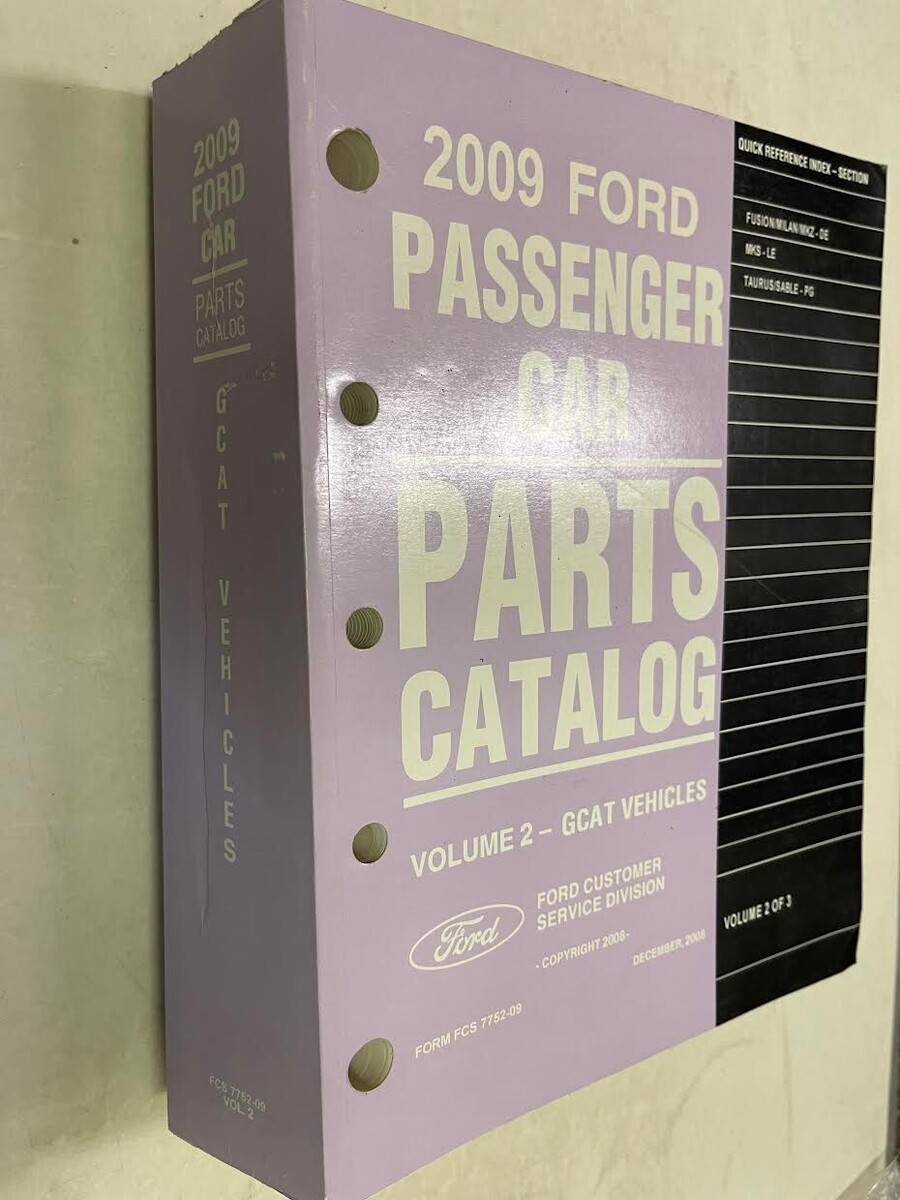 2009
FORD
CAR
PARTS
CATALOG
GCAT VEHICLES
FCS 7752-09
VOL. 2
2009 FORD
PASSENGER
CAR
PARTS
CATALOG
VOLUME 2 – GCAT VEHICLES
Ford
FORD CUSTOMER
SERVICE DIVISION
- COPYRIGHT 2008-
DECEMBER, 2008
FORM FCS 7752-09
QUICK REFERENCE INDEX – SECTION
FUSION/MILAN/MKZ - DE
MKS - LE
TAURUS/SABLE - PG
VOLUME 2 OF 3